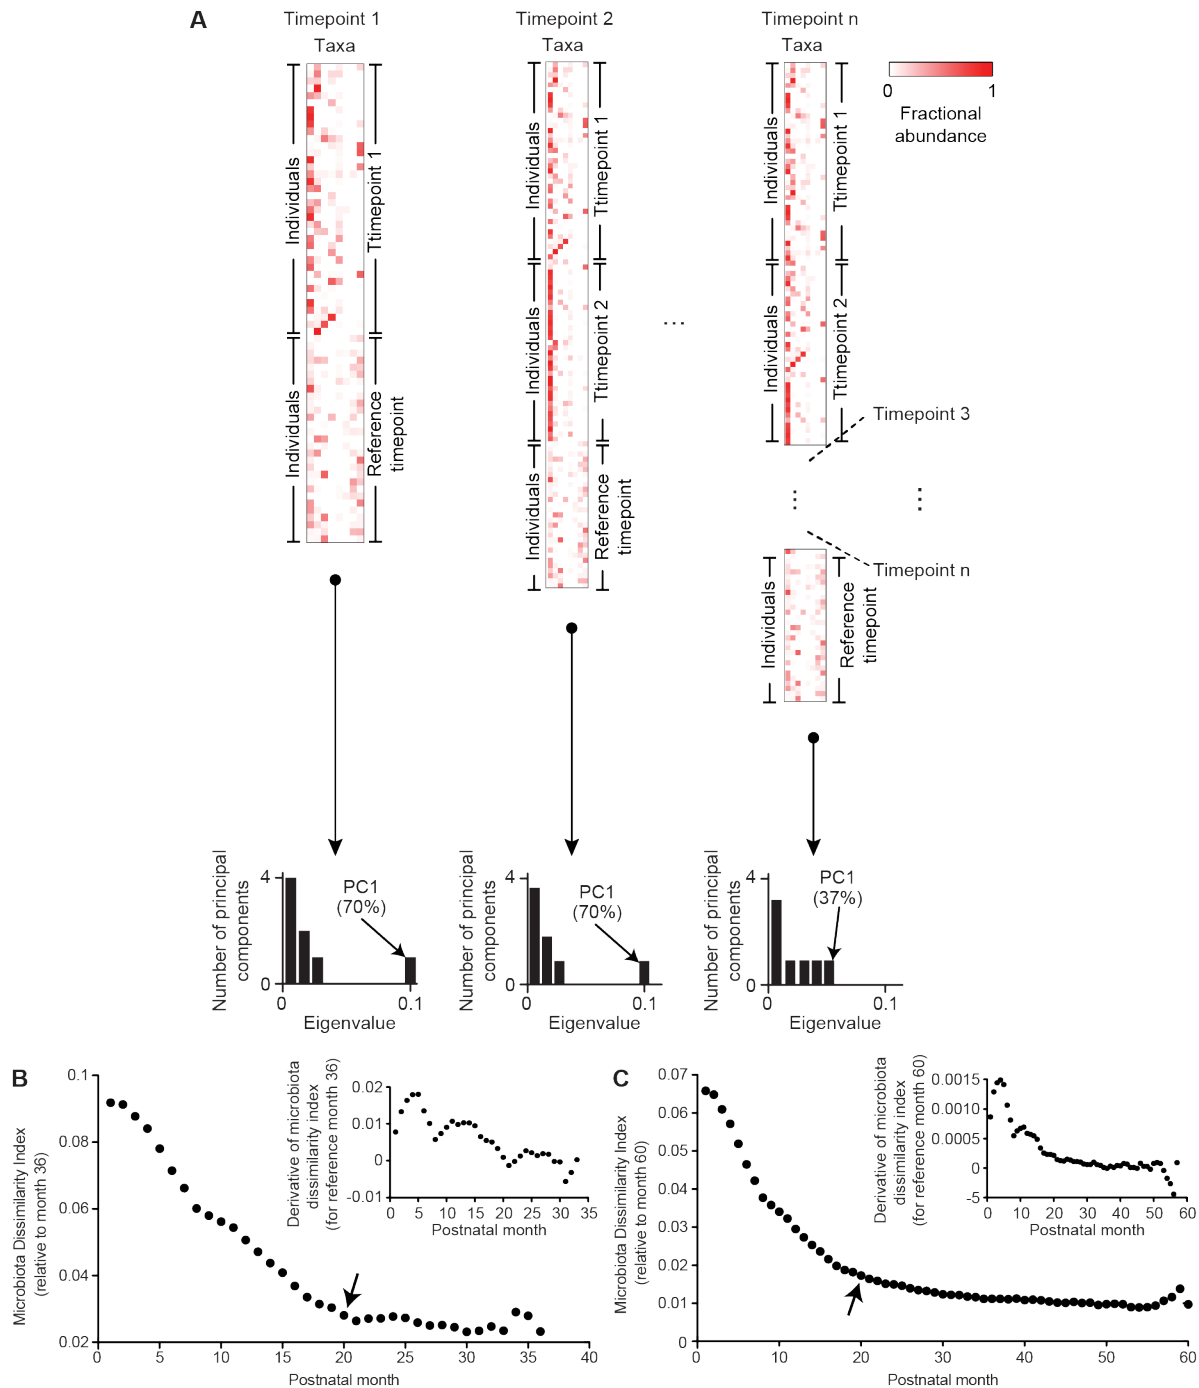 A
Timepoint 1
Timepoint 2
Timepoint n
Taxa
Taxa
Taxa
0
1
Fractional
abundance
Individuals
Ttimepoint 1
Individuals
Reference
timepoint
Individuals
Ttimepoint 1
Individuals
Ttimepoint 2
Individuals
Reference
timepoint
...
Individuals
Ttimepoint 1
Individuals
Ttimepoint 2
Timepoint 3
...
...
Timepoint n
Individuals
Reference
timepoint
Number of principal
components
4
0
PC1
(70%)
0
0.1
Eigenvalue
Number of principal
components
4
0
PC1
(70%)
0
0.1
Eigenvalue
Number of principal
components
4
0
PC1
(37%)
0
0.1
Eigenvalue
B
Microbiota Dissimilarity Index
(relative to month 36)
0.1
0.08
0.06
0.04
0.02
0
5
10
15
20
25
30
35
40
Postnatal month
Derivative of microbiota
dissimilarity index
(for reference month 36)
0.02
0.01
0
-0.01
0
5
10
15
20
25
30
35
Postnatal month
C
Microbiota Dissimilarity Index
(relative to month 60)
0.07
0.06
0.05
0.04
0.03
0.02
0.01
0
0
10
20
30
40
50
60
Postnatal month
Derivative of microbiota
dissimilarity index
(for reference month 60)
0.0015
0.0010
0.0005
0
-5
0
10
20
30
40
50
60
Postnatal month